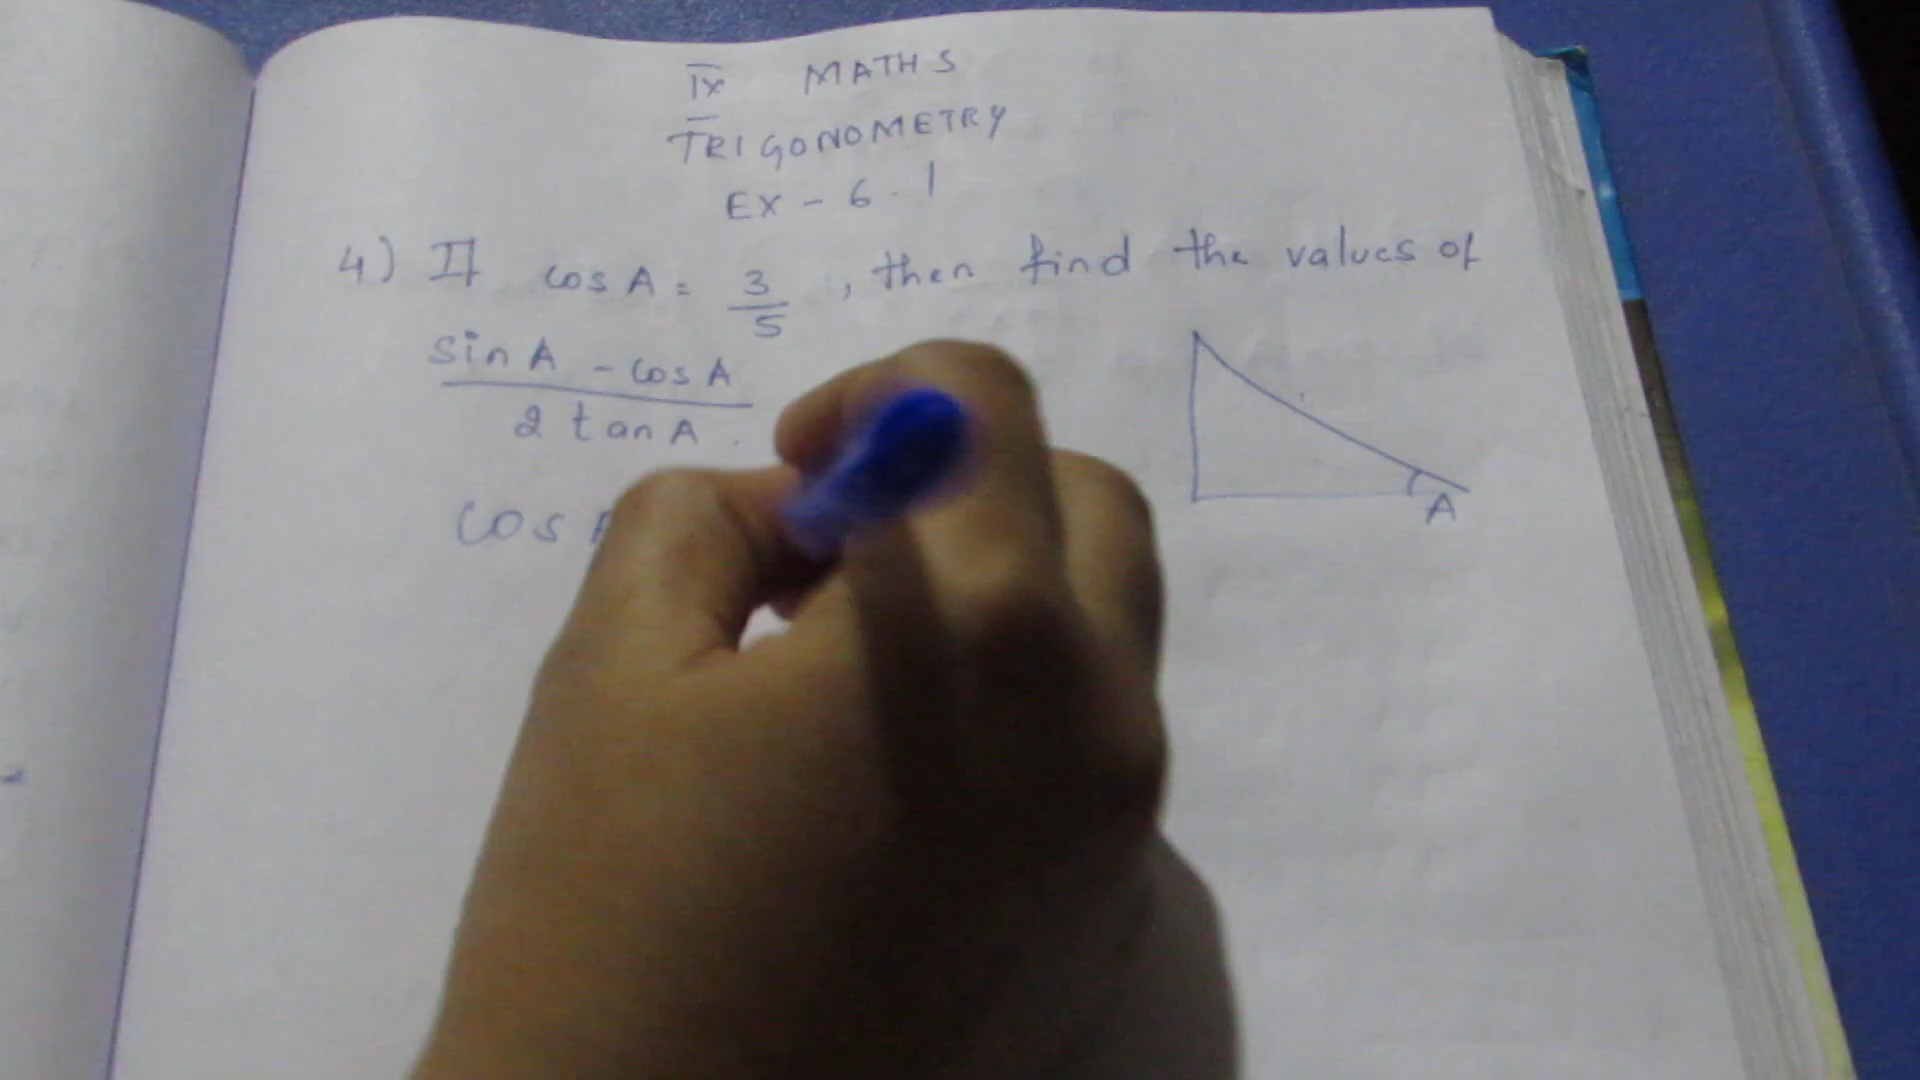 IX MATHS
TRIGONOMETRY
EX - 6.1
4) If cos A = 3/5, then find the values of
sin A - cos A
2 tan A.
A
cos A